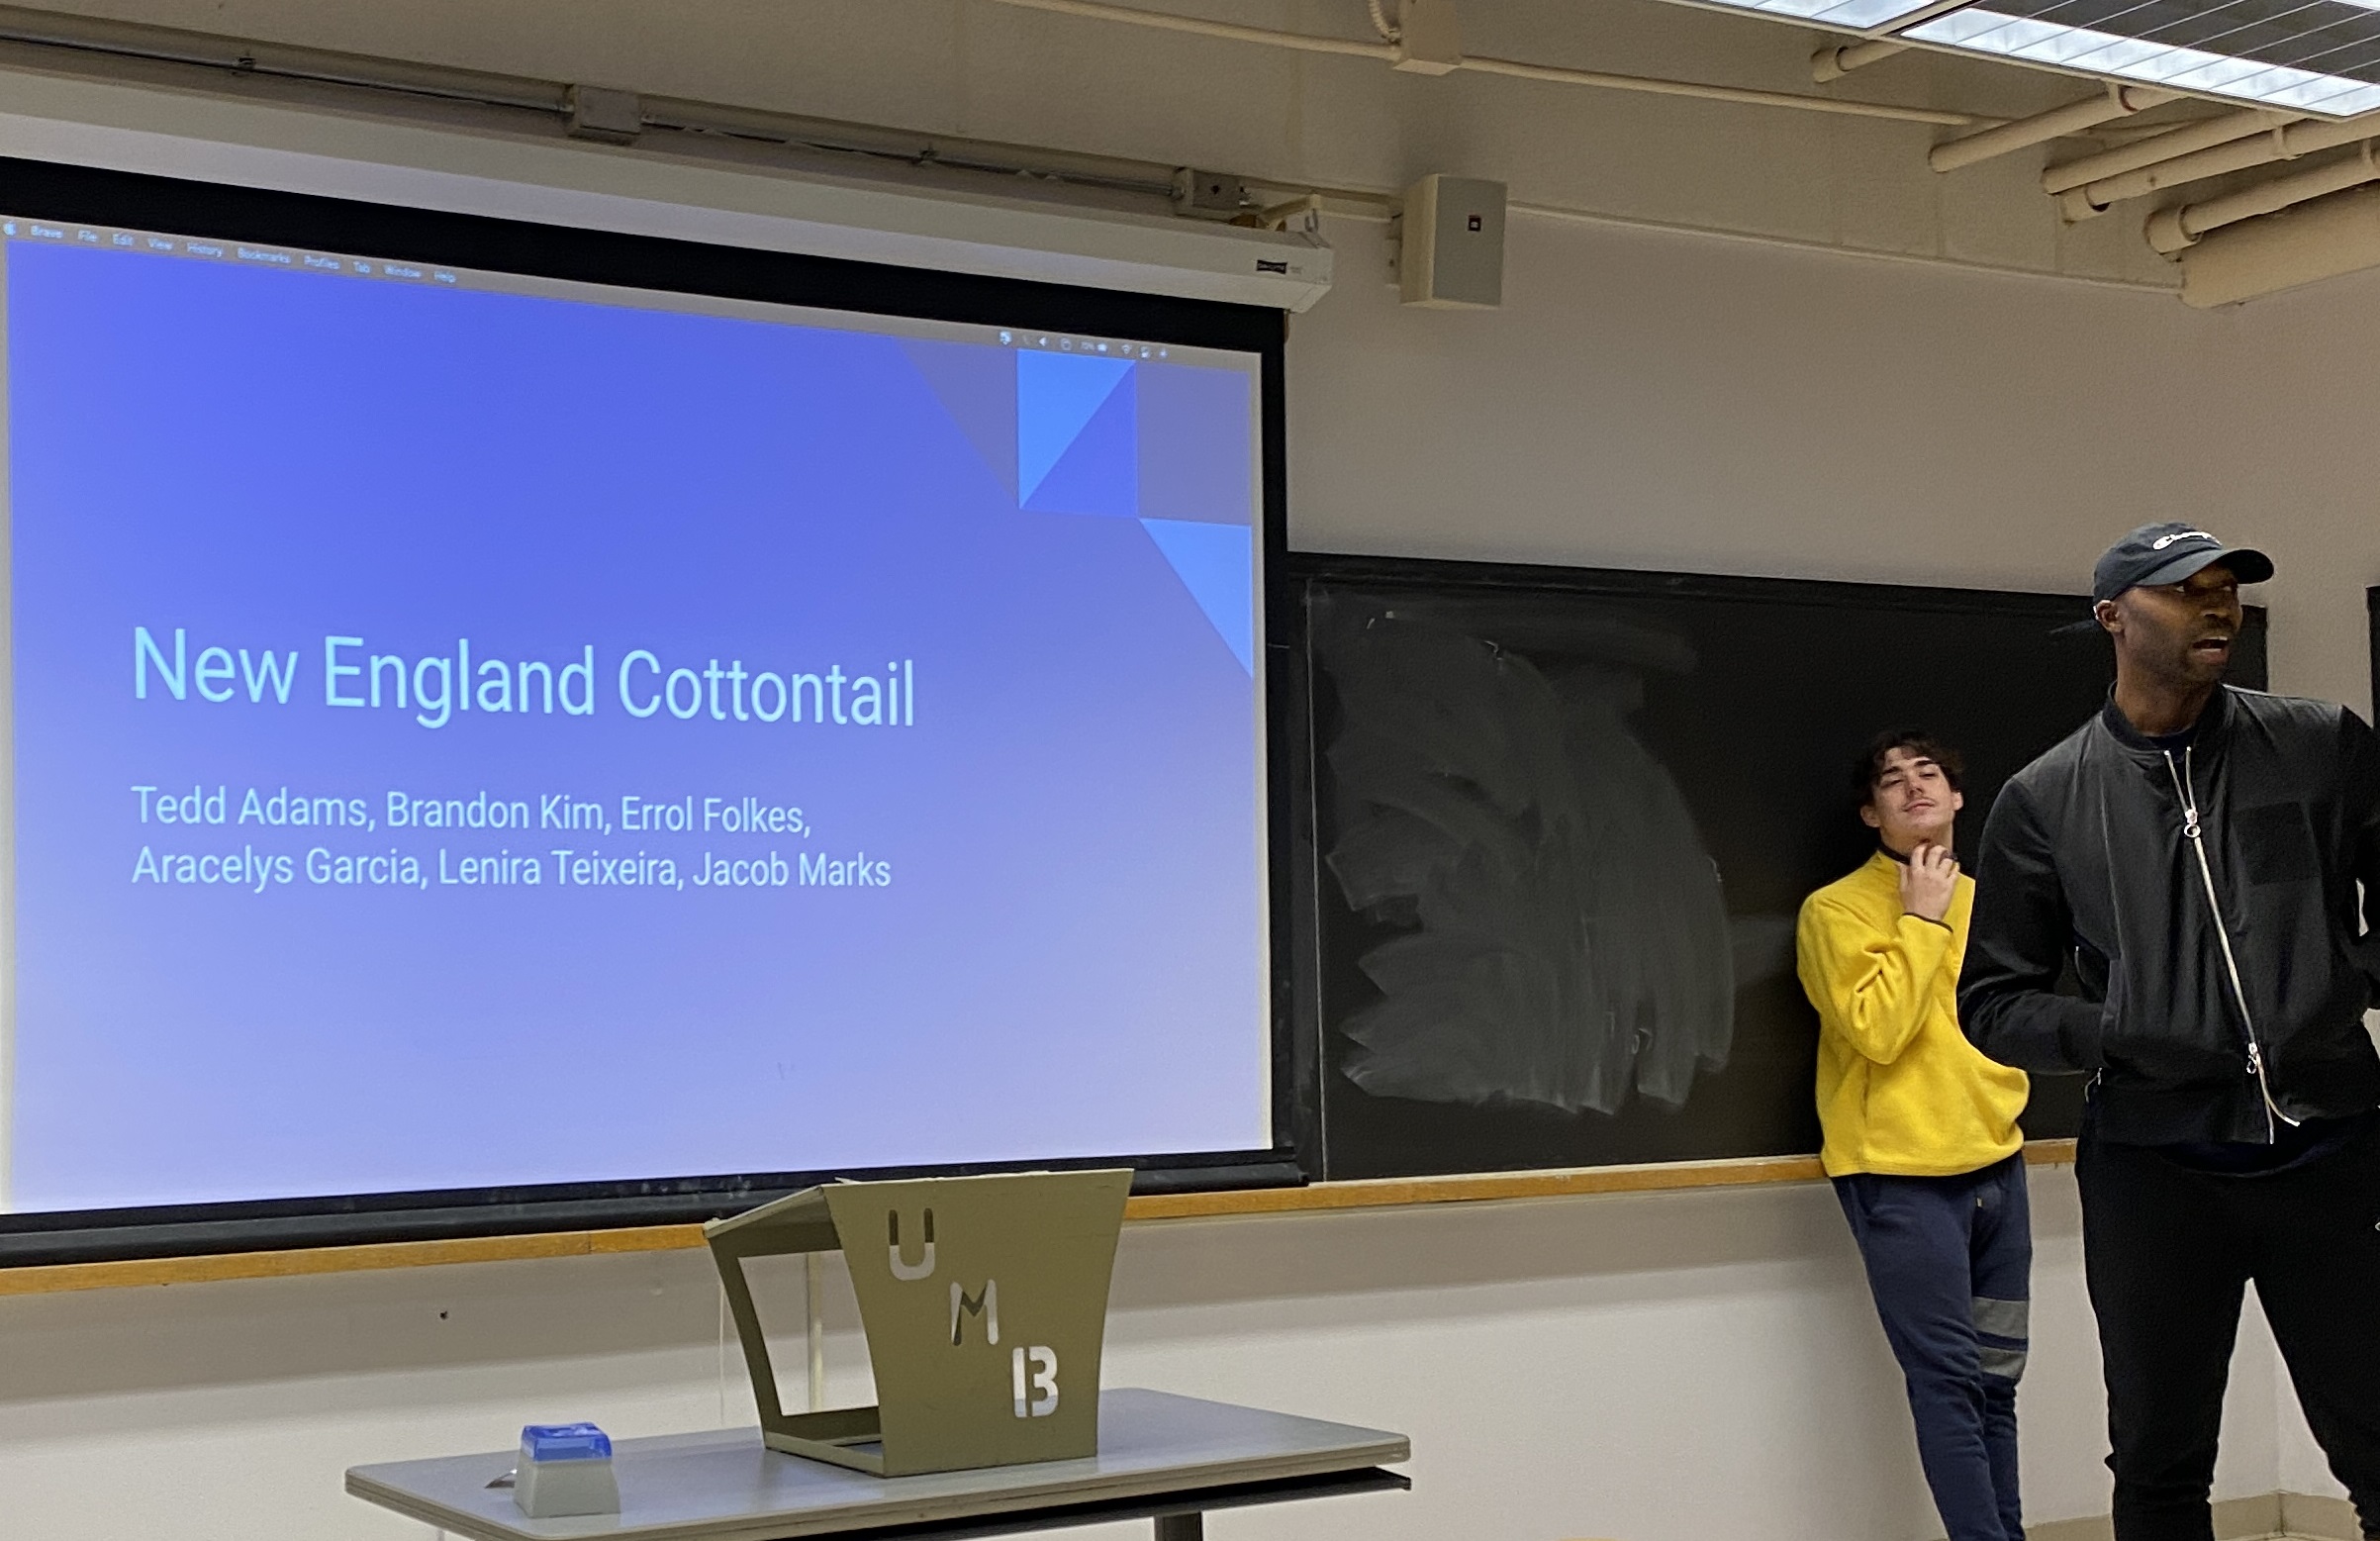 Brave File Edit View History Bookmarks Profiles Tab Window Help
New England Cottontail
Tedd Adams, Brandon Kim, Errol Folkes,
Aracelys Garcia, Lenira Teixeira, Jacob Marks
U
M
B
Champion